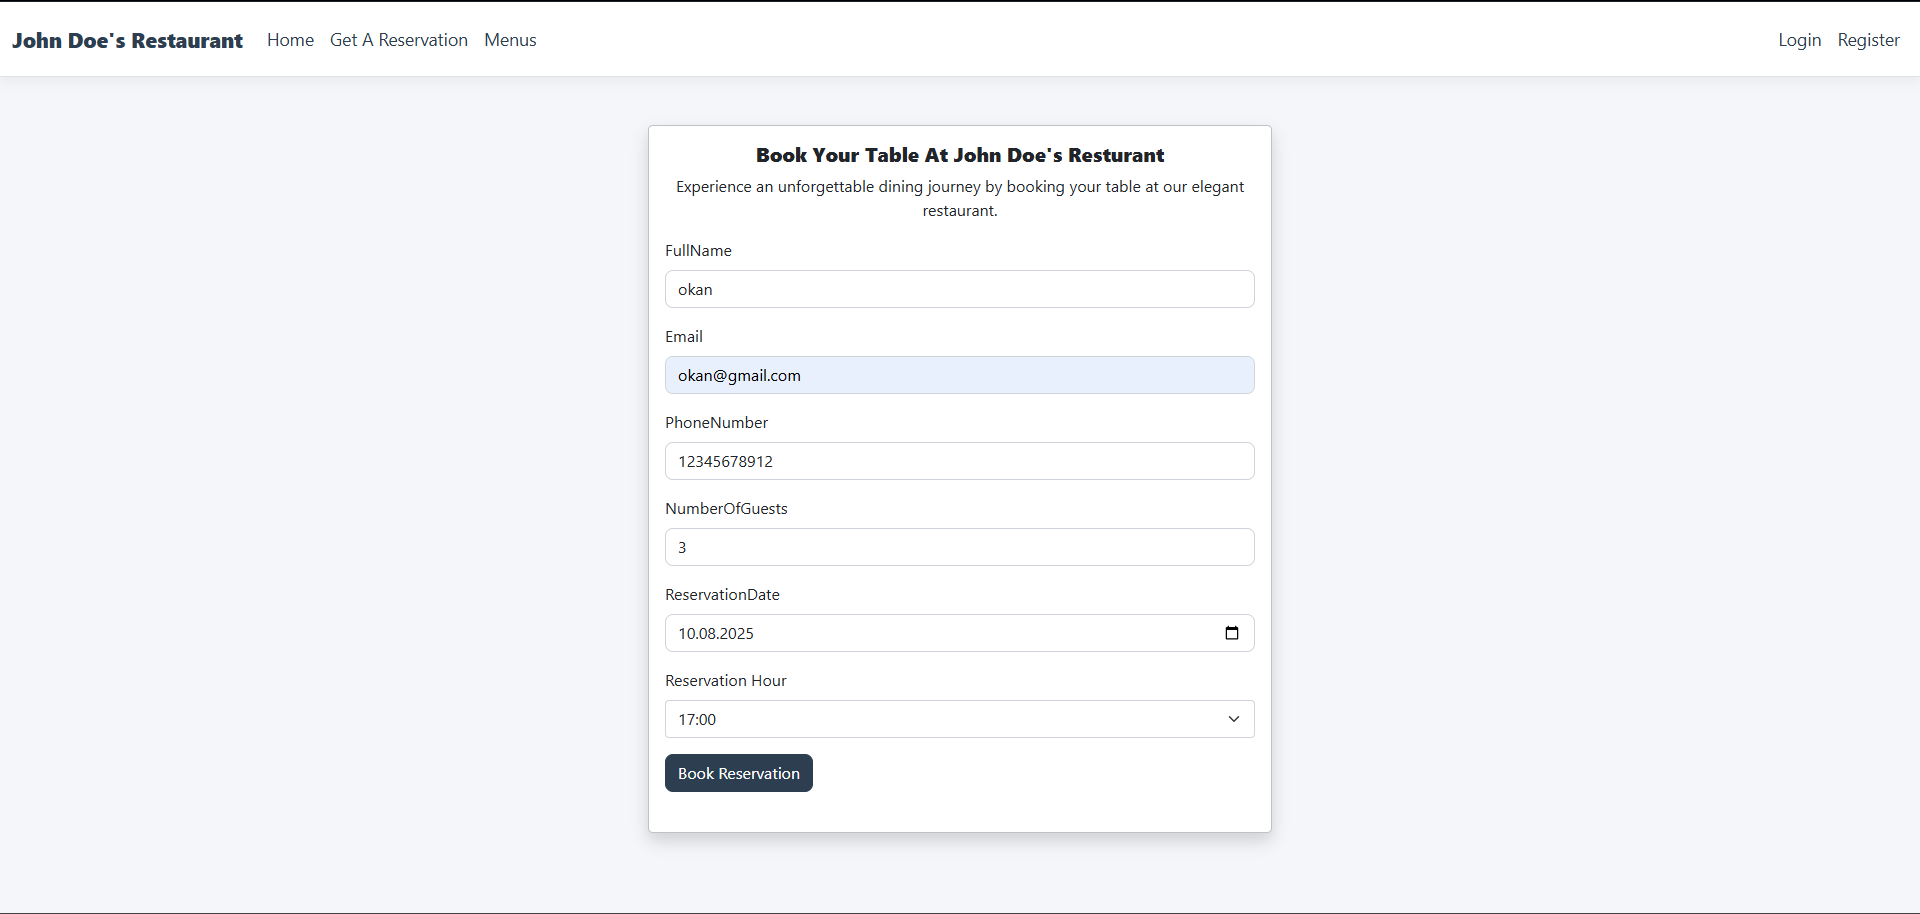 John Doe's Restaurant Home Get A Reservation Menus Login Register
Book Your Table At John Doe's Resturant
Experience an unforgettable dining journey by booking your table at our elegant
restaurant.
FullName
okan
Email
okan@gmail.com
PhoneNumber
12345678912
NumberOfGuests
3
ReservationDate
10.08.2025
Reservation Hour
17:00
Book Reservation